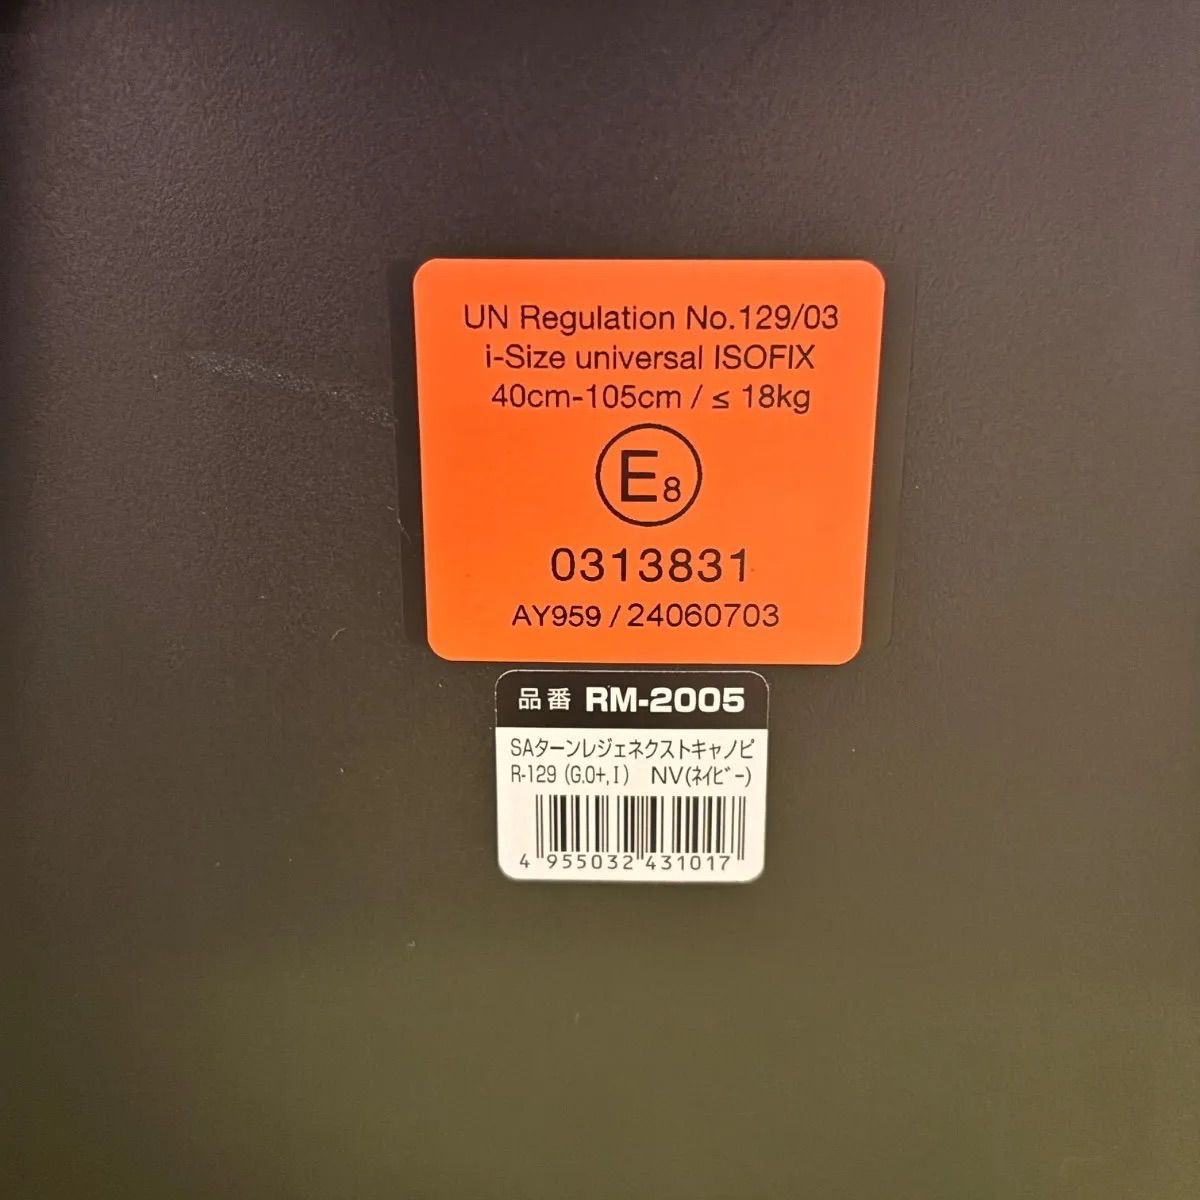 UN Regulation No.129/03
i-Size universal ISOFIX
40cm-105cm / ≤ 18kg
E8
0313831
AY959 / 24060703
品番 RM-2005
SAターンレジェネクストキャノピ
R-129 (G.0+,I) NV(ﾈｲﾋﾞｰ)
4 955032 431017